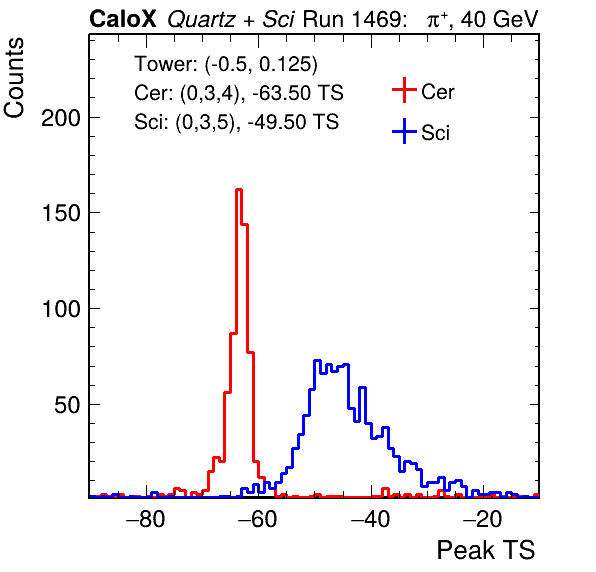 CaloX Quartz + Sci Run 1469: π+, 40 GeV
Counts
Tower: (-0.5, 0.125)
Cer: (0,3,4), -63.50 TS
Sci: (0,3,5), -49.50 TS
Cer
Sci
200
150
100
50
−80 −60 −40 −20
Peak TS